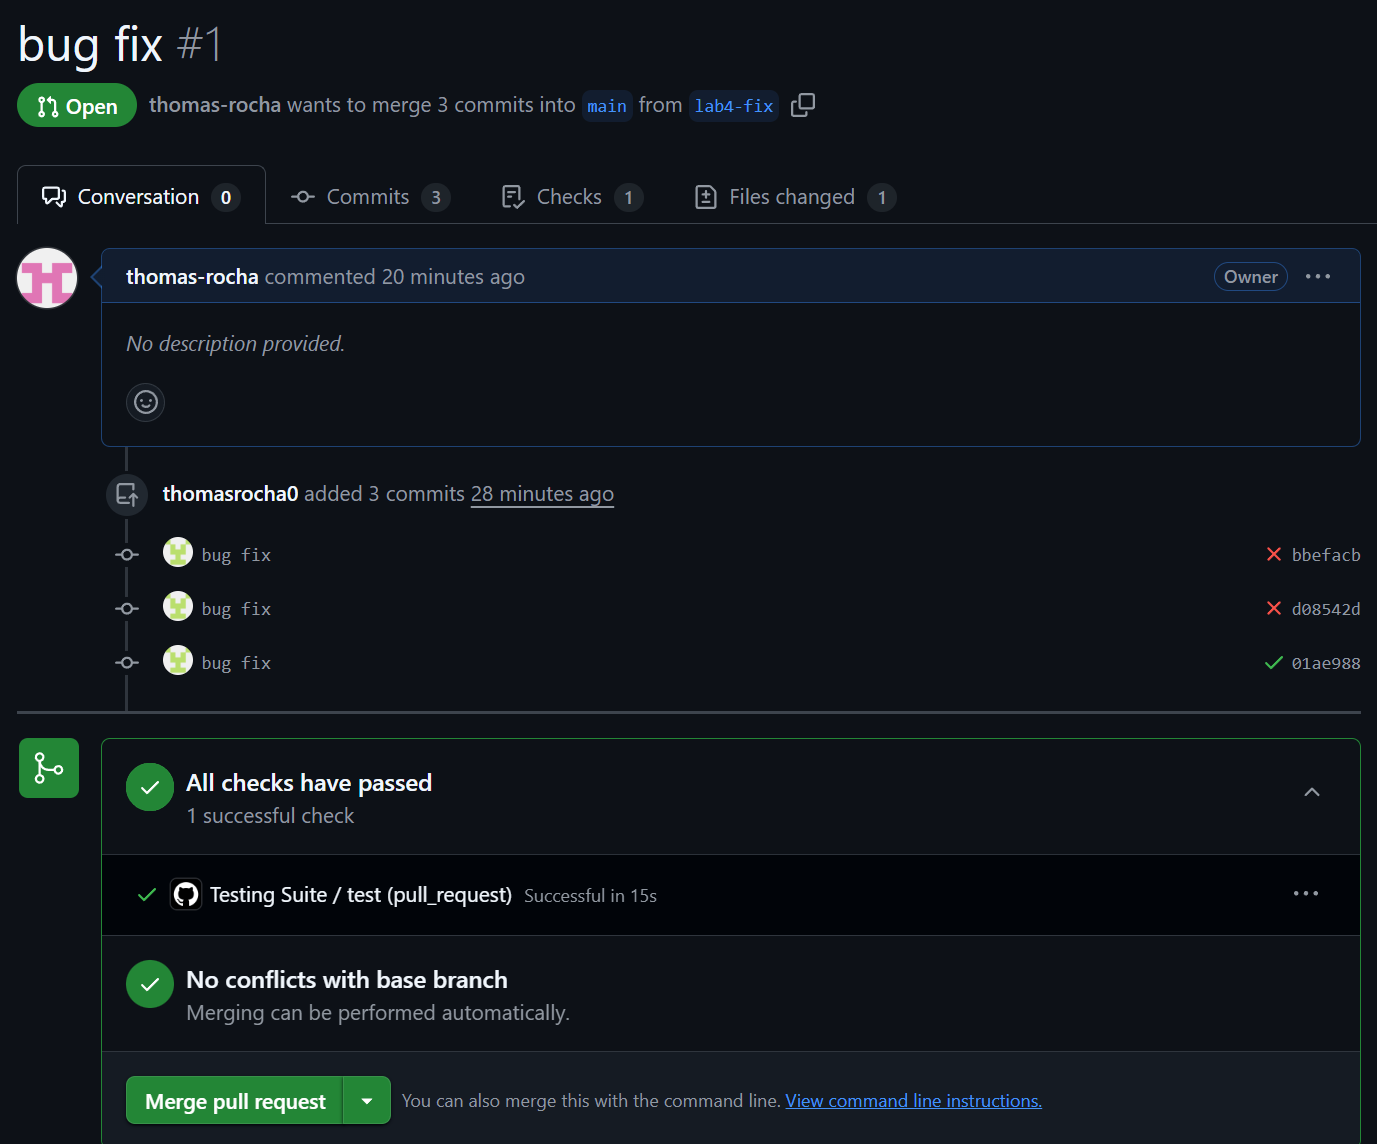 bug fix #1
Open thomas-rocha wants to merge 3 commits into main from lab4-fix
Conversation 0 Commits 3 Checks 1 Files changed 1
thomas-rocha commented 20 minutes ago Owner
No description provided.
thomasrocha0 added 3 commits 28 minutes ago
bug fix bbefacb
bug fix d08542d
bug fix 01ae988
All checks have passed
1 successful check
Testing Suite / test (pull_request) Successful in 15s
No conflicts with base branch
Merging can be performed automatically.
Merge pull request You can also merge this with the command line. View command line instructions.